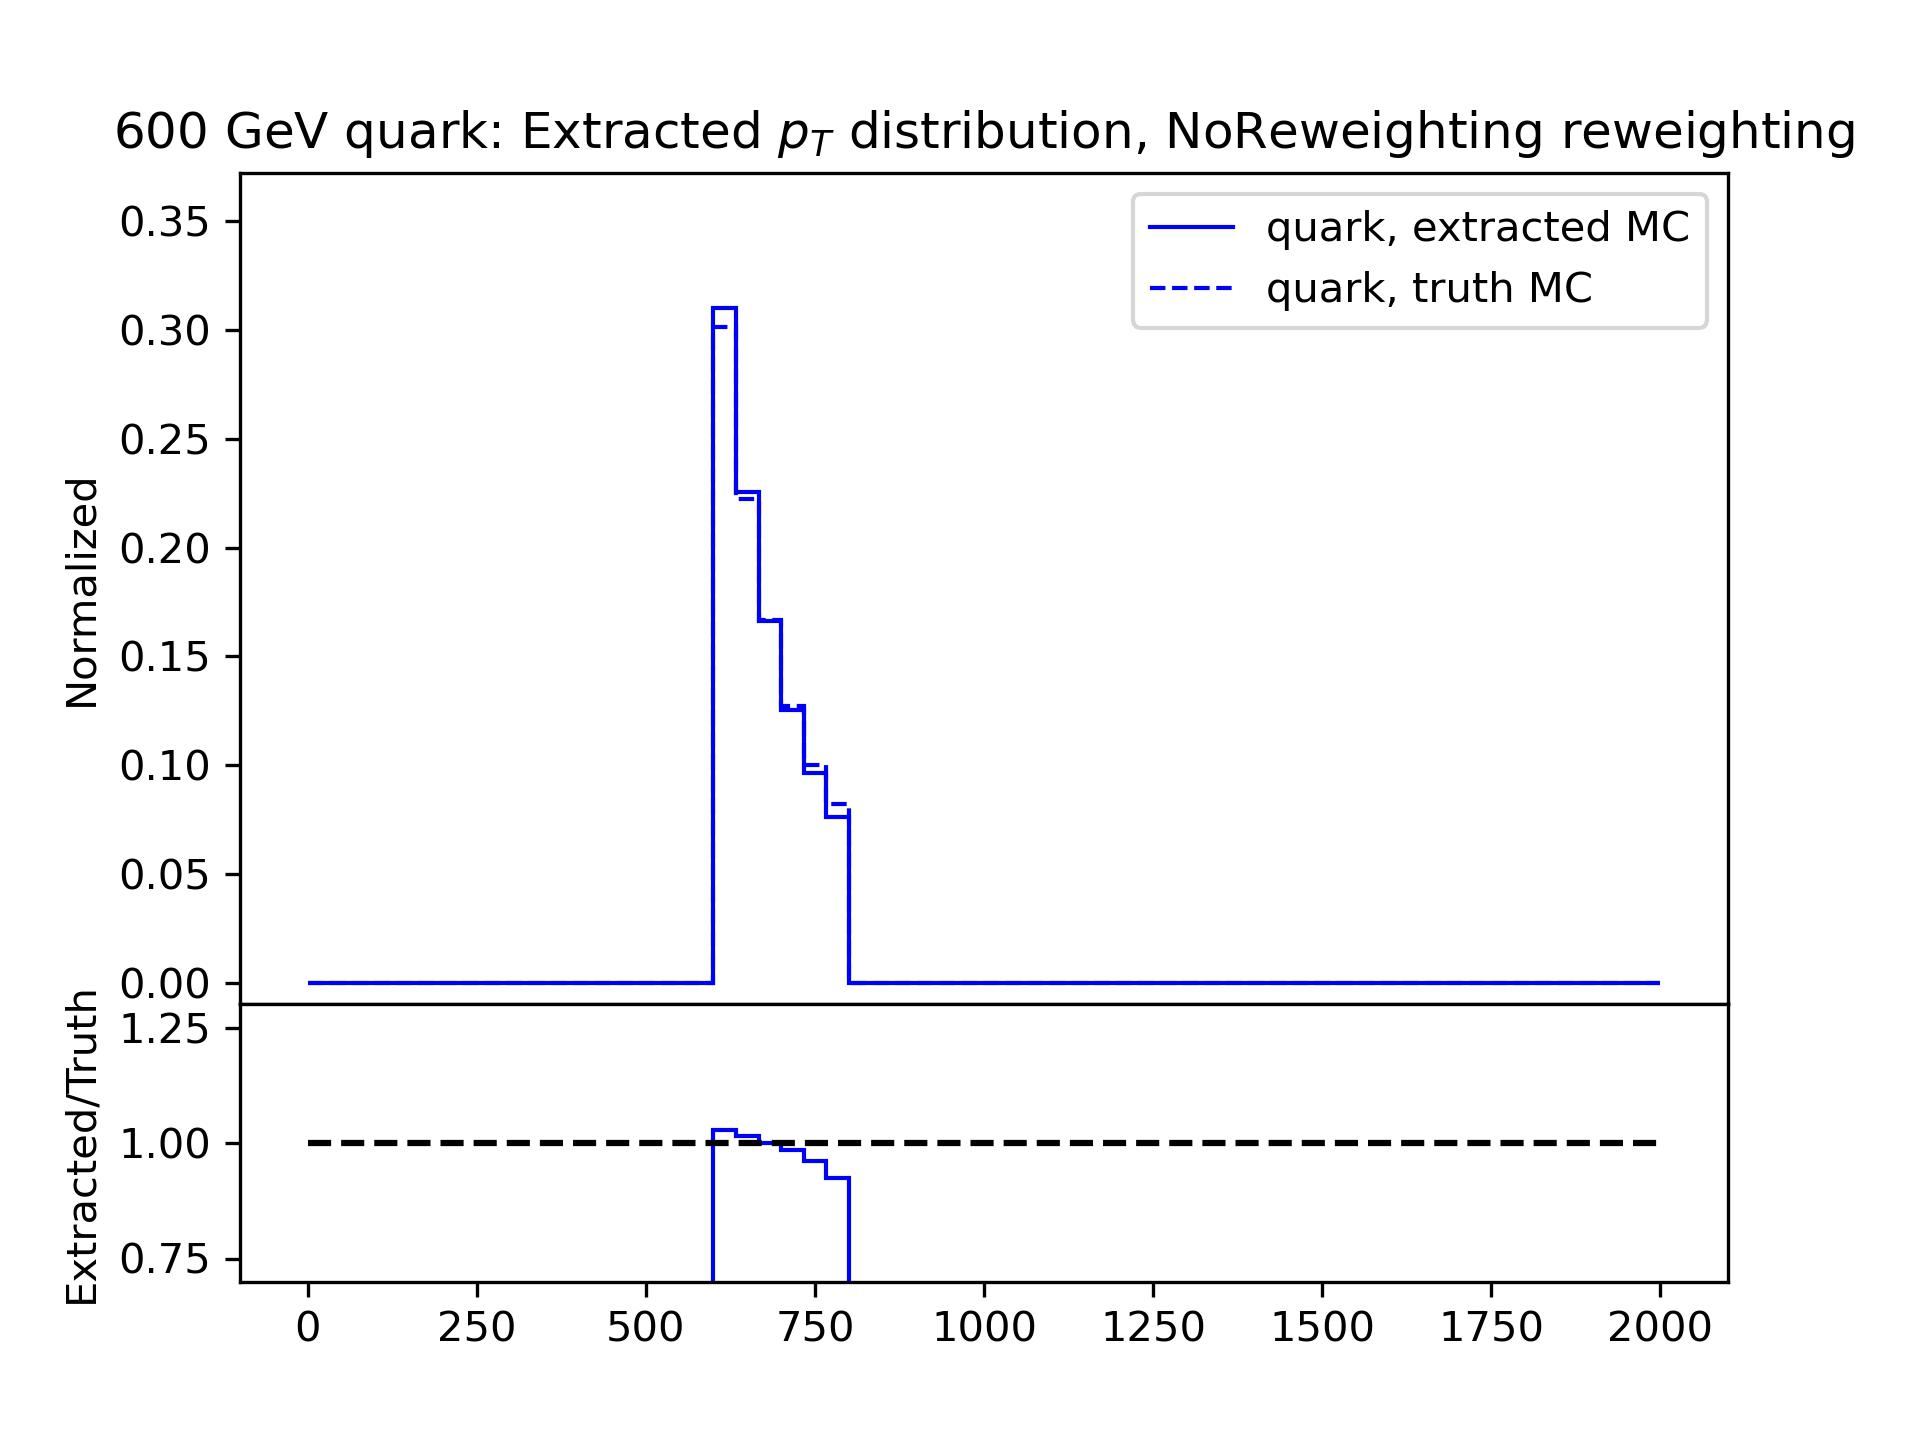 600 GeV quark: Extracted p_T distribution, NoReweighting reweighting
quark, extracted MC
quark, truth MC
Normalized
0.35
0.30
0.25
0.20
0.15
0.10
0.05
0.00
Extracted/Truth
1.25
1.00
0.75
0 250 500 750 1000 1250 1500 1750 2000